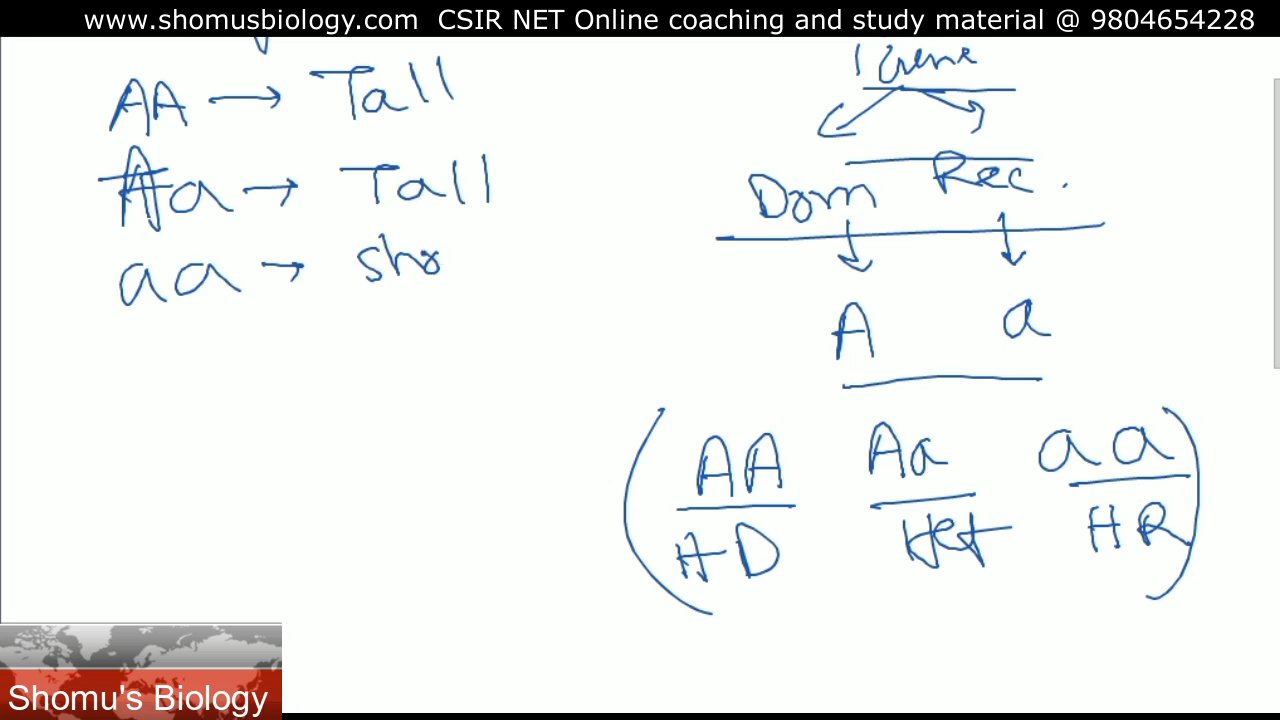 www.shomusbiology.com CSIR NET Online coaching and study material @ 9804654228
AA → Tall
Aa → Tall
aa → sho
1 Gene
Dom Rec.
A a
(AA Aa aa)
HD Het HR
Shomu's Biology